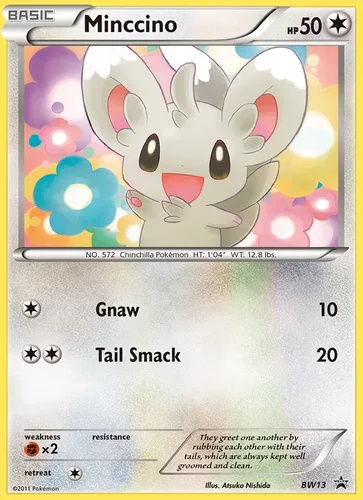 BASIC
Minccino
HP 50
NO. 572 Chinchilla Pokémon HT: 1'04" WT: 12.8 lbs.
Gnaw 10
Tail Smack 20
weakness resistance
×2
retreat
They greet one another by
rubbing each other with their
tails, which are always kept well
groomed and clean.
©2011 Pokémon
Illus. Atsuko Nishida
BW13